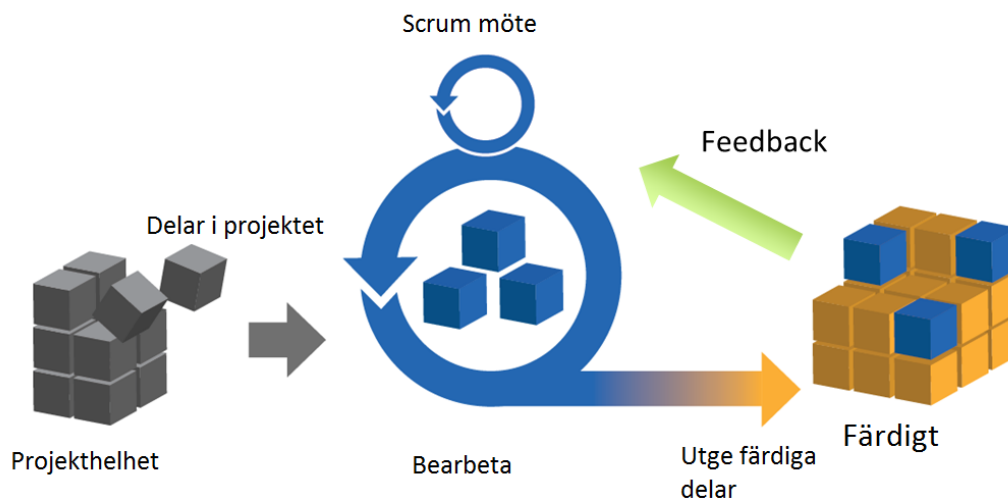 Scrum möte
Feedback
Delar i projektet
Projekthelhet
Bearbeta
Utge färdiga
delar
Färdigt